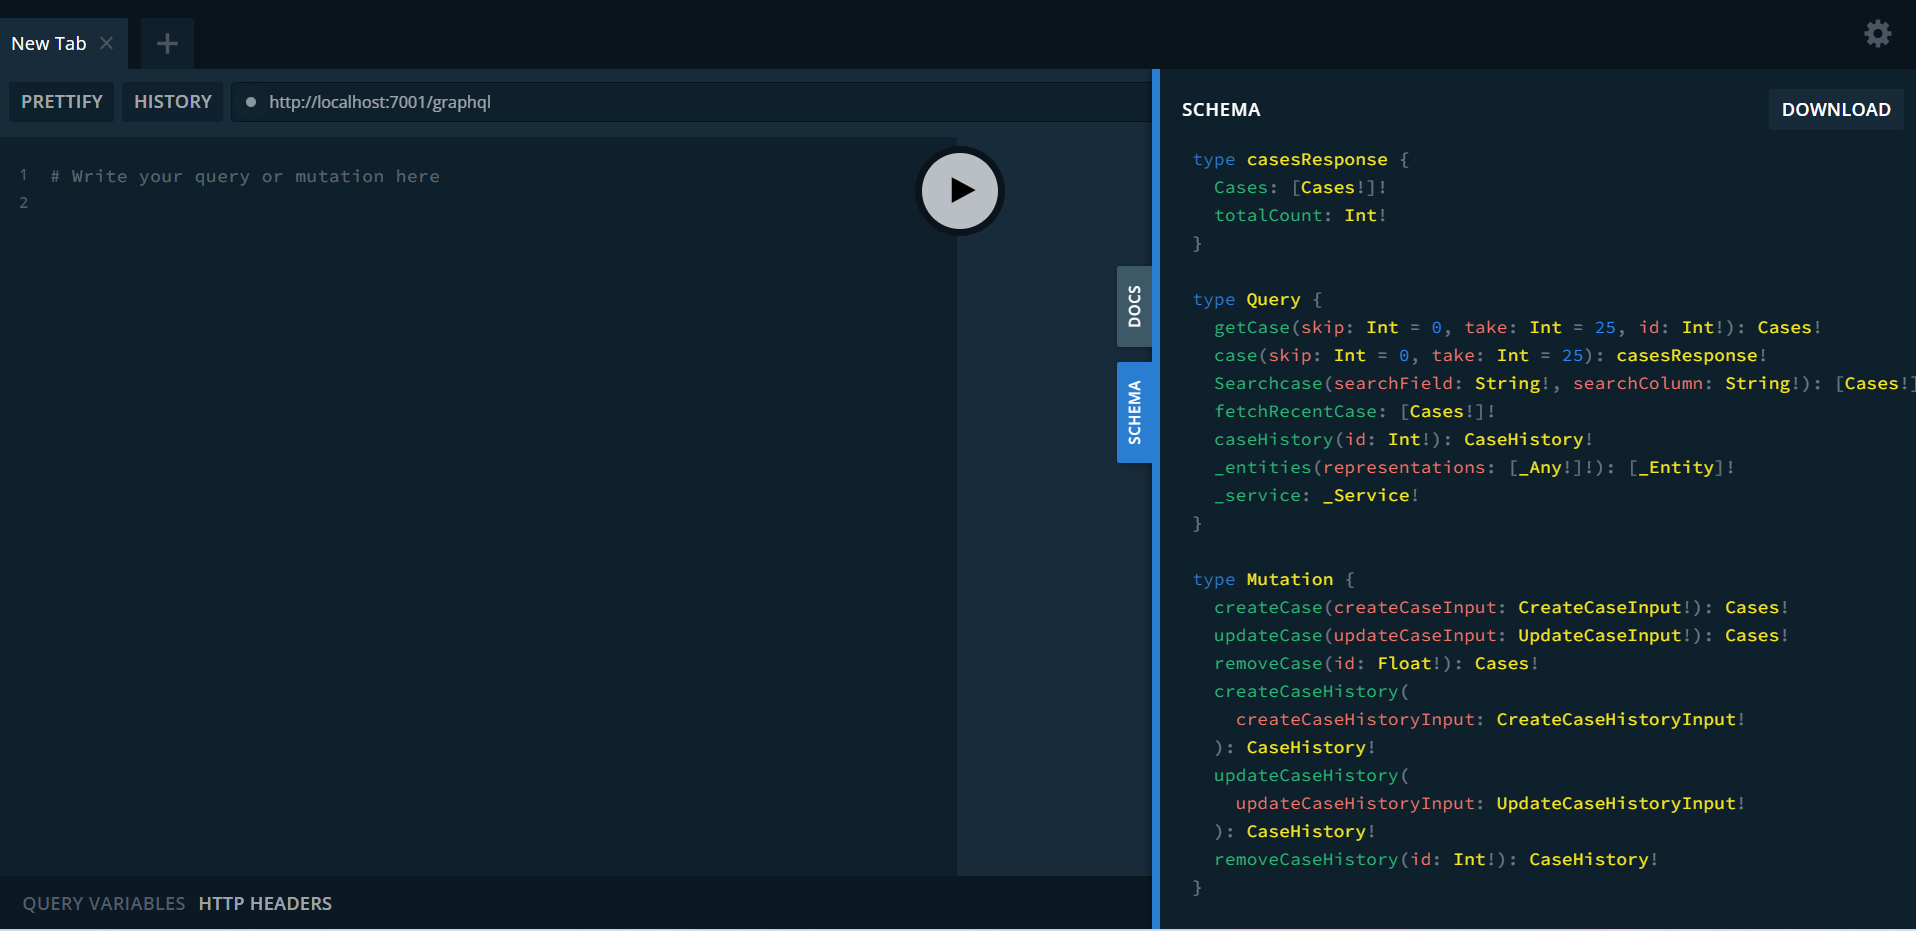 New Tab
PRETTIFY
HISTORY
http://localhost:7001/graphql
1 # Write your query or mutation here
2
DOCS
SCHEMA
QUERY VARIABLES
HTTP HEADERS
SCHEMA
DOWNLOAD
type casesResponse {
Cases: [Cases!]!
totalCount: Int!
}
type Query {
getCase(skip: Int = 0, take: Int = 25, id: Int!): Cases!
case(skip: Int = 0, take: Int = 25): casesResponse!
Searchcase(searchField: String!, searchColumn: String!): [Cases!]
fetchRecentCase: [Cases!]!
caseHistory(id: Int!): CaseHistory!
_entities(representations: [_Any!]!): [_Entity]!
_service: _Service!
}
type Mutation {
createCase(createCaseInput: CreateCaseInput!): Cases!
updateCase(updateCaseInput: UpdateCaseInput!): Cases!
removeCase(id: Float!): Cases!
createCaseHistory(
createCaseHistoryInput: CreateCaseHistoryInput!
): CaseHistory!
updateCaseHistory(
updateCaseHistoryInput: UpdateCaseHistoryInput!
): CaseHistory!
removeCaseHistory(id: Int!): CaseHistory!
}